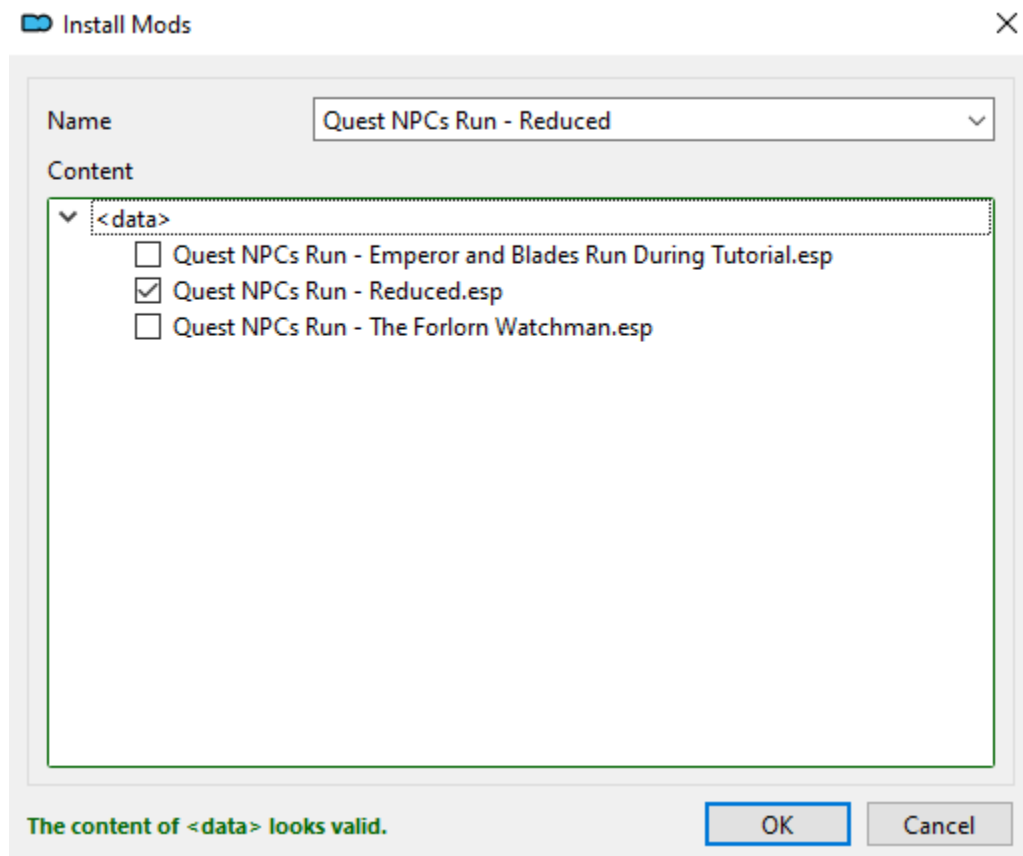 Install Mods
Name
Quest NPCs Run - Reduced
Content
<data>
Quest NPCs Run - Emperor and Blades Run During Tutorial.esp
Quest NPCs Run - Reduced.esp
Quest NPCs Run - The Forlorn Watchman.esp
The content of <data> looks valid.
OK
Cancel